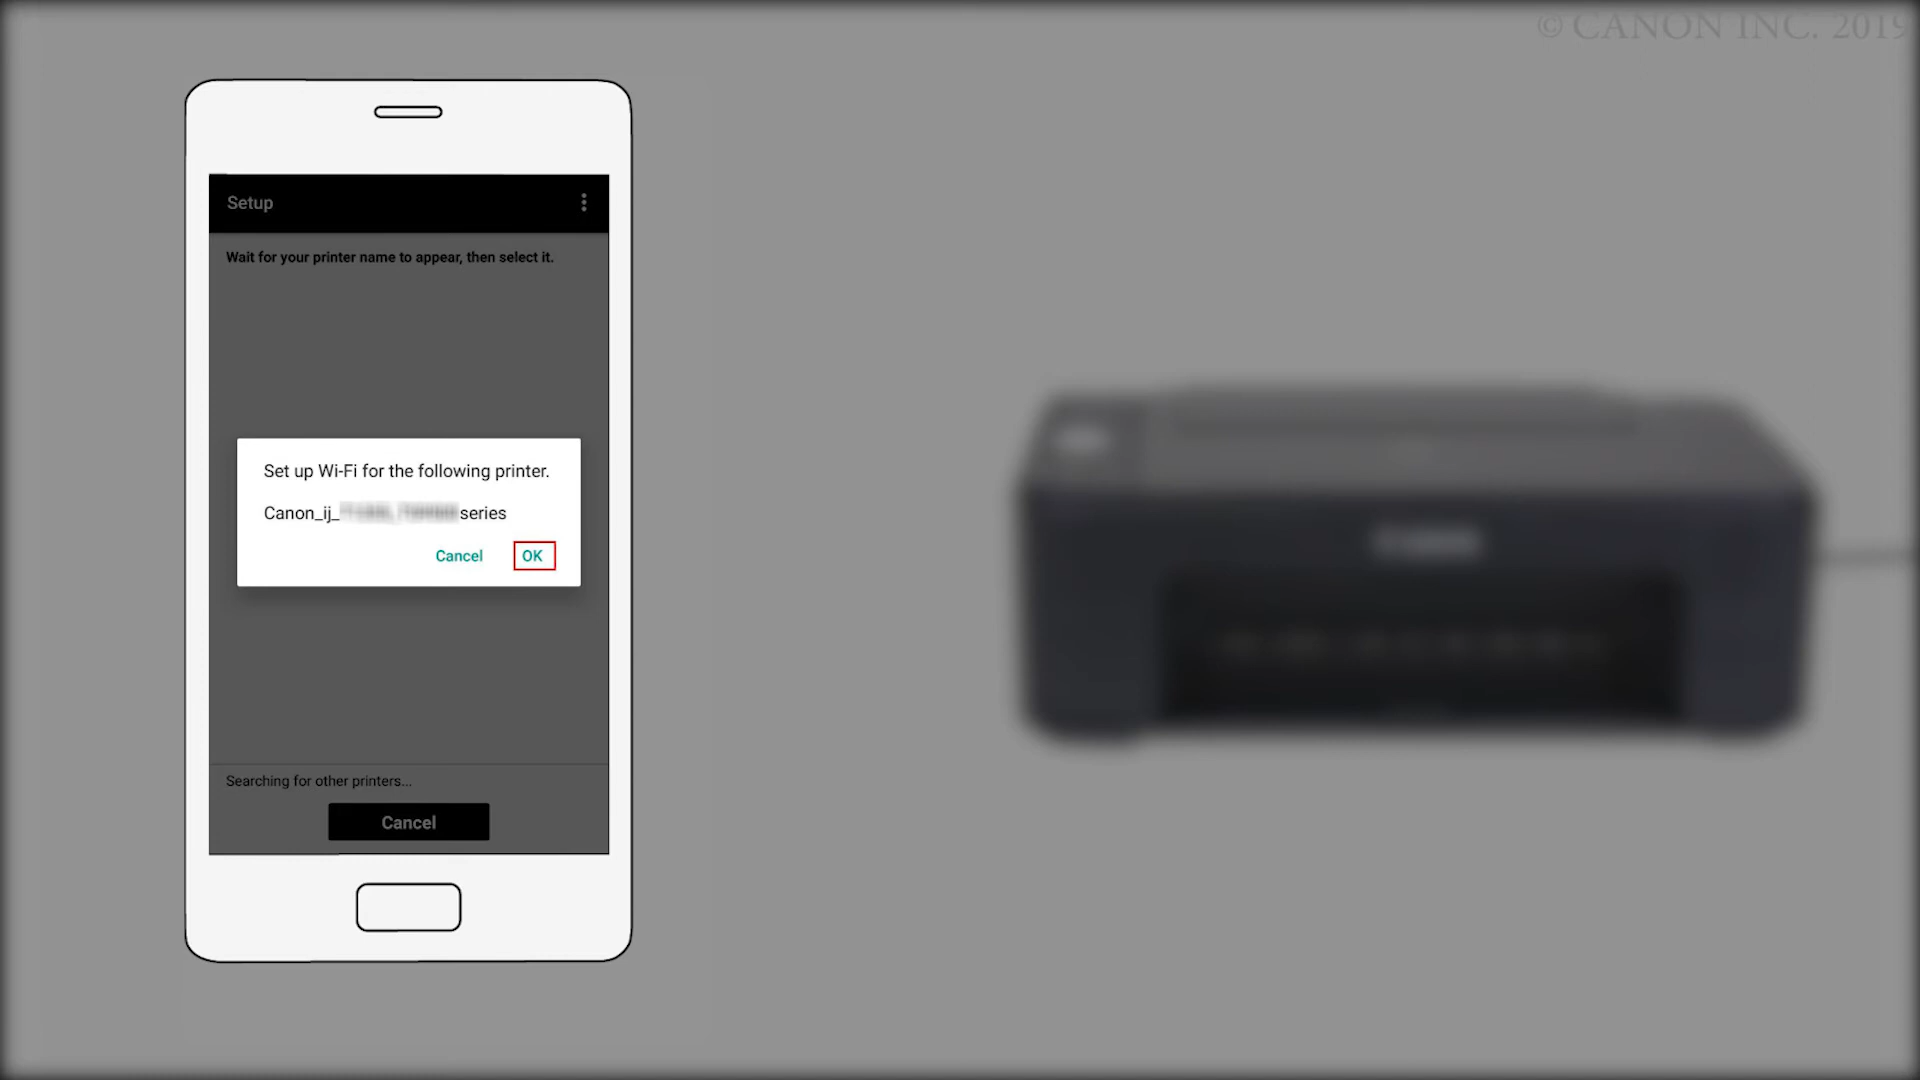 © CANON INC. 2019
Setup
Wait for your printer name to appear, then select it.
Set up Wi-Fi for the following printer.
Canon_ij_ series
Cancel OK
Searching for other printers...
Cancel